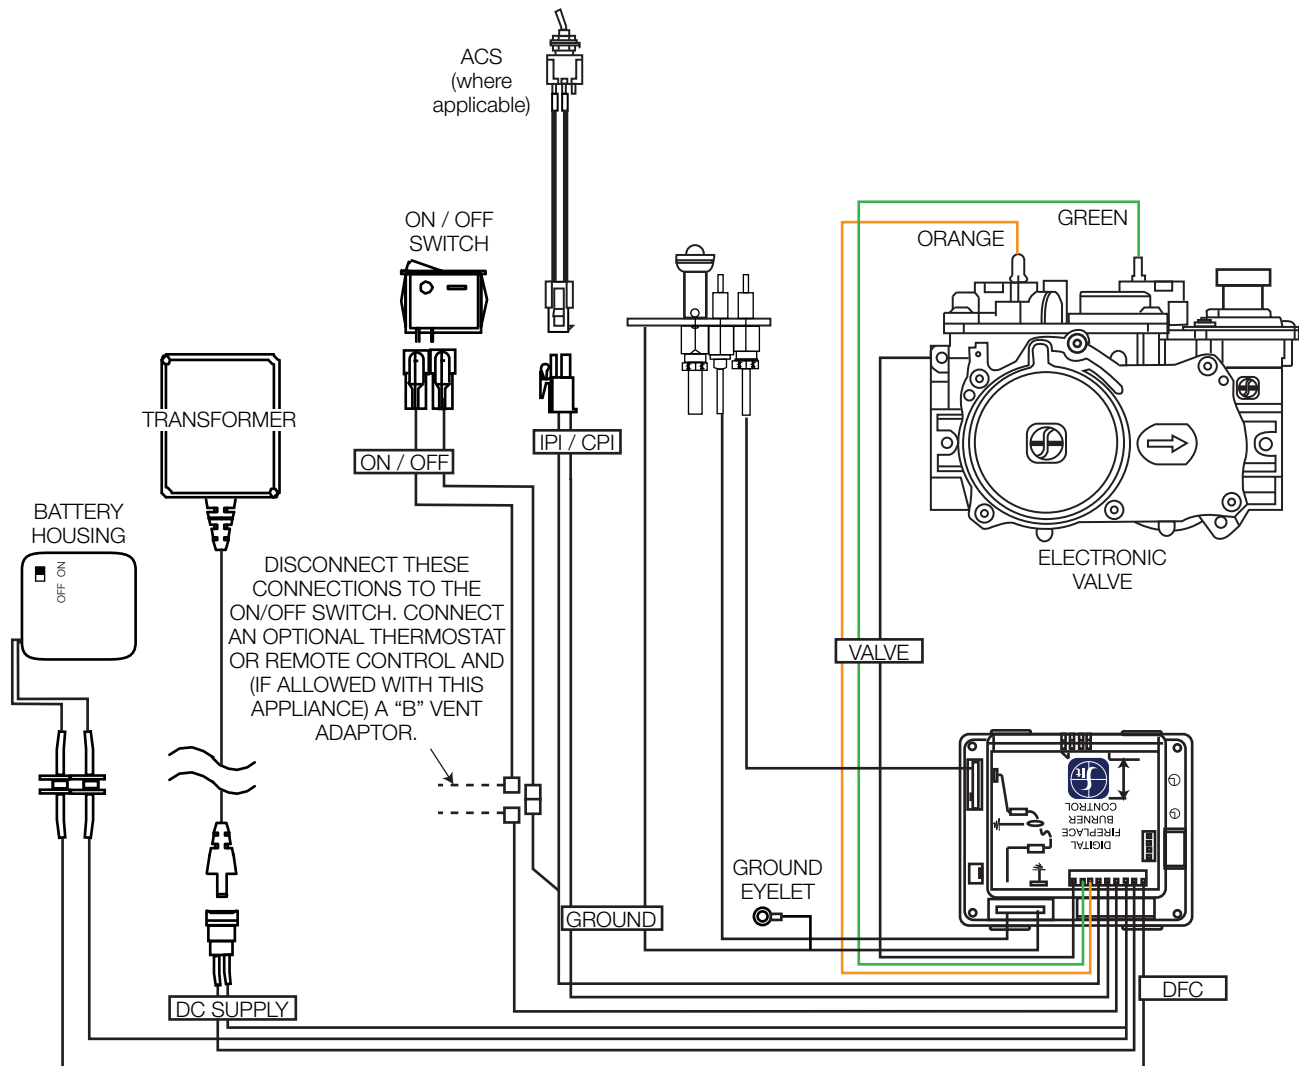 ACS
(where
applicable)
ON / OFF
SWITCH
GREEN
ORANGE
TRANSFORMER
ON / OFF
IPI / CPI
BATTERY
HOUSING
OFF ON
ELECTRONIC
VALVE
DISCONNECT THESE
CONNECTIONS TO THE
ON/OFF SWITCH. CONNECT
AN OPTIONAL THERMOSTAT
OR REMOTE CONTROL AND
(IF ALLOWED WITH THIS
APPLIANCE) A “B” VENT
ADAPTOR.
VALVE
sit
DIGITAL
FIREPLACE
BURNER
CONTROL
GROUND
EYELET
GROUND
DFC
DC SUPPLY